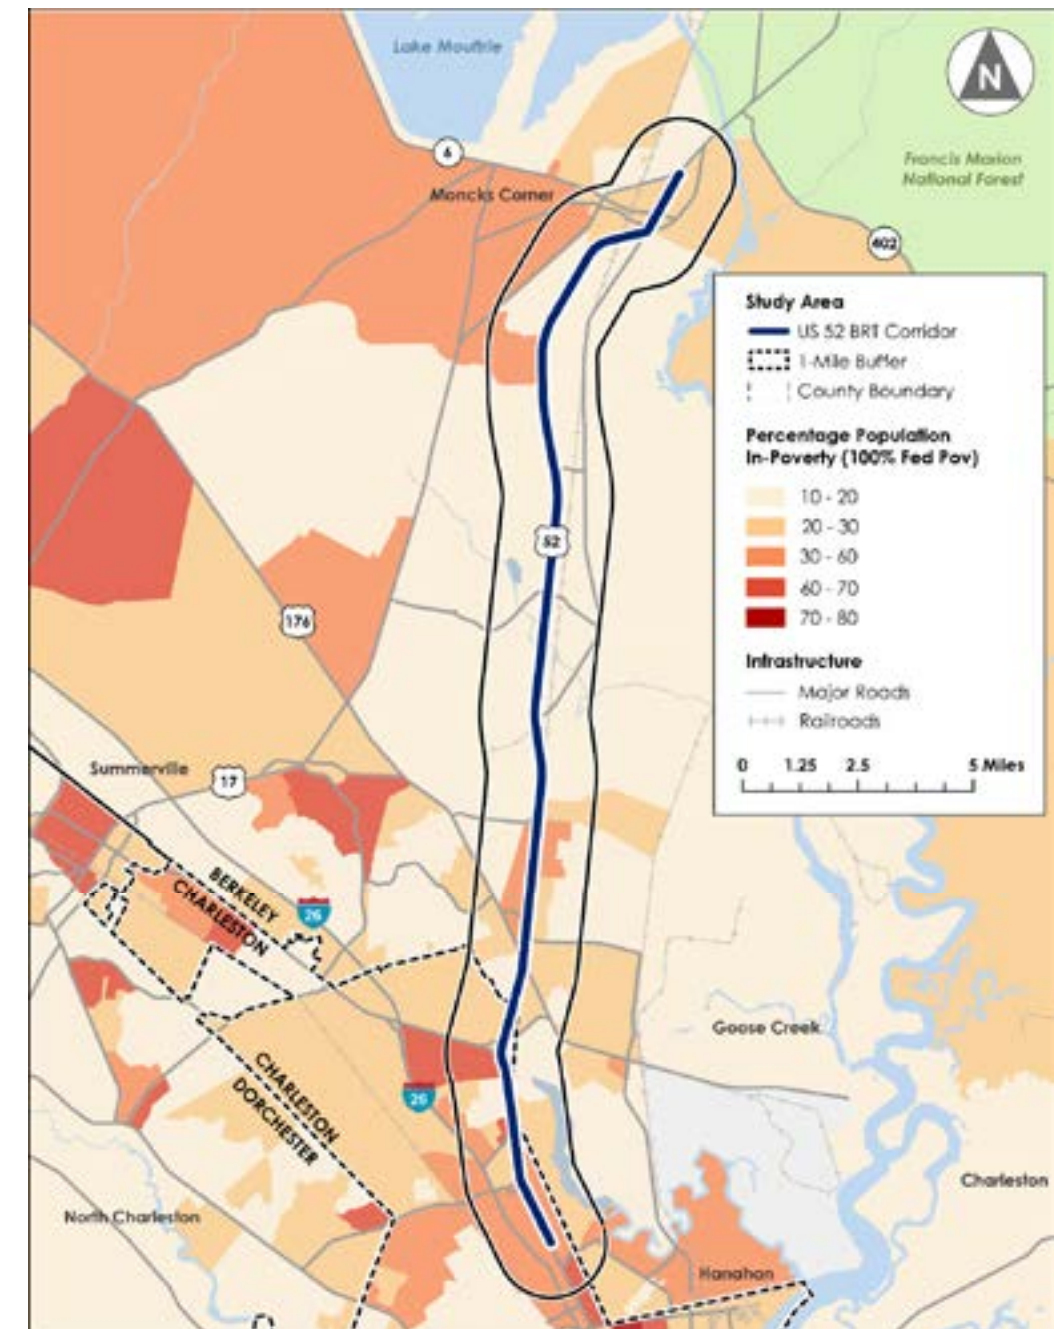 Lake Moultrie
N
6
Francis Marion
National Forest
Moncks Corner
402
Study Area
US 52 BRT Corridor
1-Mile Buffer
County Boundary
Percentage Population
In-Poverty (100% Fed Pov)
10 - 20
20 - 30
30 - 60
60 - 70
70 - 80
Infrastructure
Major Roads
Railroads
0 1.25 2.5 5 Miles
52
176
Summerville
17
BERKELEY
CHARLESTON
26
Goose Creek
CHARLESTON
DORCHESTER
26
Charleston
North Charleston
Hanahan